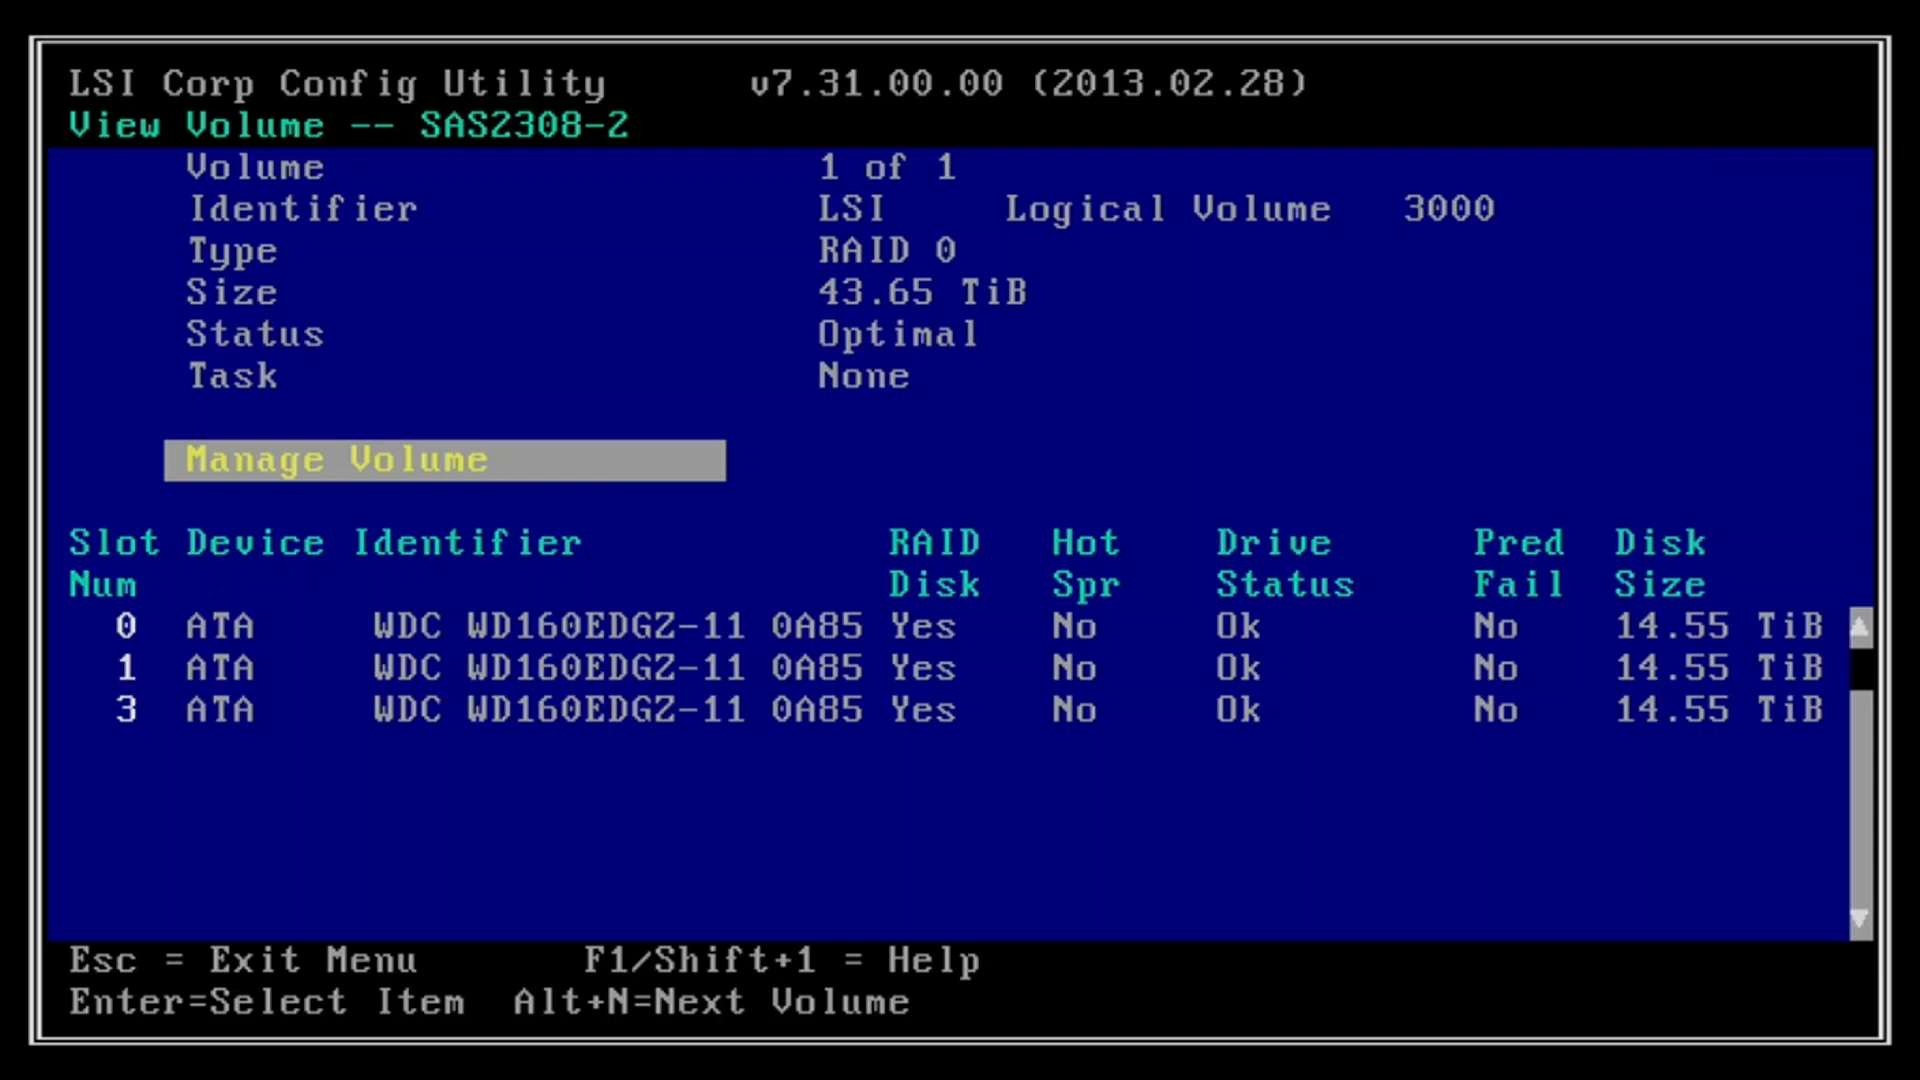 LSI Corp Config Utility v7.31.00.00 (2013.02.28)
View Volume -- SAS2308-2
Volume 1 of 1
Identifier LSI Logical Volume 3000
Type RAID 0
Size 43.65 TiB
Status Optimal
Task None
Manage Volume
Slot Device Identifier RAID Hot Drive Pred Disk
Num Disk Spr Status Fail Size
0 ATA WDC WD160EDGZ-11 0A85 Yes No Ok No 14.55 TiB
1 ATA WDC WD160EDGZ-11 0A85 Yes No Ok No 14.55 TiB
3 ATA WDC WD160EDGZ-11 0A85 Yes No Ok No 14.55 TiB
Esc = Exit Menu F1/Shift+1 = Help
Enter=Select Item Alt+N=Next Volume